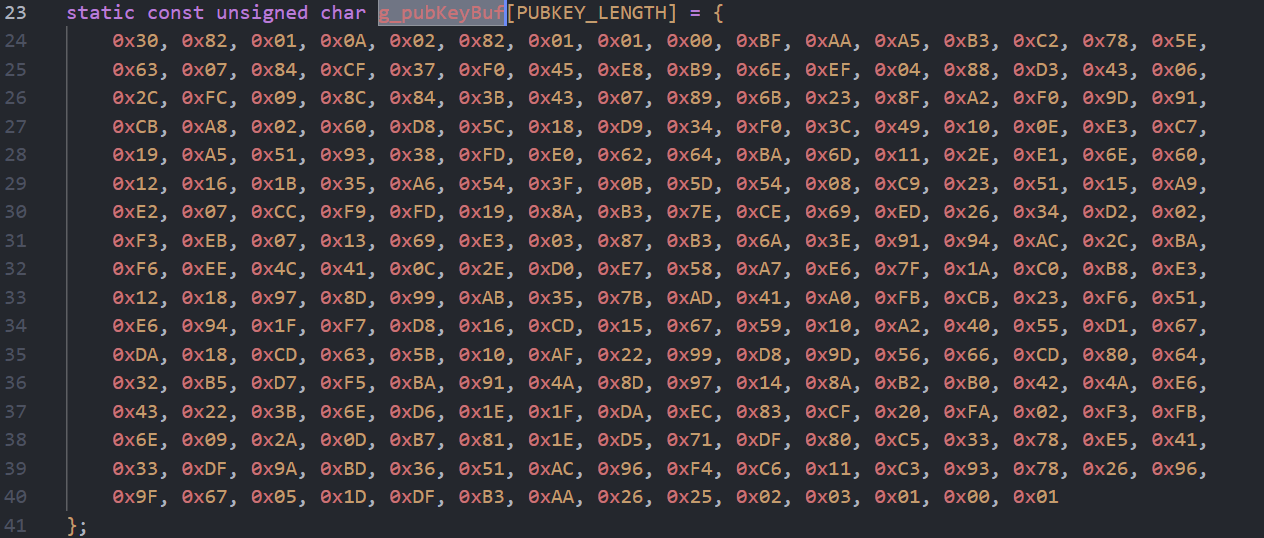 23 static const unsigned char g_pubKeyBuf[PUBKEY_LENGTH] = {
24 0x30, 0x82, 0x01, 0x0A, 0x02, 0x82, 0x01, 0x01, 0x00, 0xBF, 0xAA, 0xA5, 0xB3, 0xC2, 0x78, 0x5E,
25 0x63, 0x07, 0x84, 0xCF, 0x37, 0xF0, 0x45, 0xE8, 0xB9, 0x6E, 0xEF, 0x04, 0x88, 0xD3, 0x43, 0x06,
26 0x2C, 0xFC, 0x09, 0x8C, 0x84, 0x3B, 0x43, 0x07, 0x89, 0x6B, 0x23, 0x8F, 0xA2, 0xF0, 0x9D, 0x91,
27 0xCB, 0xA8, 0x02, 0x60, 0xD8, 0x5C, 0x18, 0xD9, 0x34, 0xF0, 0x3C, 0x49, 0x10, 0x0E, 0xE3, 0xC7,
28 0x19, 0xA5, 0x51, 0x93, 0x38, 0xFD, 0xE0, 0x62, 0x64, 0xBA, 0x6D, 0x11, 0x2E, 0xE1, 0x6E, 0x60,
29 0x12, 0x16, 0x1B, 0x35, 0xA6, 0x54, 0x3F, 0x0B, 0x5D, 0x54, 0x08, 0xC9, 0x23, 0x51, 0x15, 0xA9,
30 0xE2, 0x07, 0xCC, 0xF9, 0xFD, 0x19, 0x8A, 0xB3, 0x7E, 0xCE, 0x69, 0xED, 0x26, 0x34, 0xD2, 0x02,
31 0xF3, 0xEB, 0x07, 0x13, 0x69, 0xE3, 0x03, 0x87, 0xB3, 0x6A, 0x3E, 0x91, 0x94, 0xAC, 0x2C, 0xBA,
32 0xF6, 0xEE, 0x4C, 0x41, 0x0C, 0x2E, 0xD0, 0xE7, 0x58, 0xA7, 0xE6, 0x7F, 0x1A, 0xC0, 0xB8, 0xE3,
33 0x12, 0x18, 0x97, 0x8D, 0x99, 0xAB, 0x35, 0x7B, 0xAD, 0x41, 0xA0, 0xFB, 0xCB, 0x23, 0xF6, 0x51,
34 0xE6, 0x94, 0x1F, 0xF7, 0xD8, 0x16, 0xCD, 0x15, 0x67, 0x59, 0x10, 0xA2, 0x40, 0x55, 0xD1, 0x67,
35 0xDA, 0x18, 0xCD, 0x63, 0x5B, 0x10, 0xAF, 0x22, 0x99, 0xD8, 0x9D, 0x56, 0x66, 0xCD, 0x80, 0x64,
36 0x32, 0xB5, 0xD7, 0xF5, 0xBA, 0x91, 0x4A, 0x8D, 0x97, 0x14, 0x8A, 0xB2, 0xB0, 0x42, 0x4A, 0xE6,
37 0x43, 0x22, 0x3B, 0x6E, 0xD6, 0x1E, 0x1F, 0xDA, 0xEC, 0x83, 0xCF, 0x20, 0xFA, 0x02, 0xF3, 0xFB,
38 0x6E, 0x09, 0x2A, 0x0D, 0xB7, 0x81, 0x1E, 0xD5, 0x71, 0xDF, 0x80, 0xC5, 0x33, 0x78, 0xE5, 0x41,
39 0x33, 0xDF, 0x9A, 0xBD, 0x36, 0x51, 0xAC, 0x96, 0xF4, 0xC6, 0x11, 0xC3, 0x93, 0x78, 0x26, 0x96,
40 0x9F, 0x67, 0x05, 0x1D, 0xDF, 0xB3, 0xAA, 0x26, 0x25, 0x02, 0x03, 0x01, 0x00, 0x01
41 };